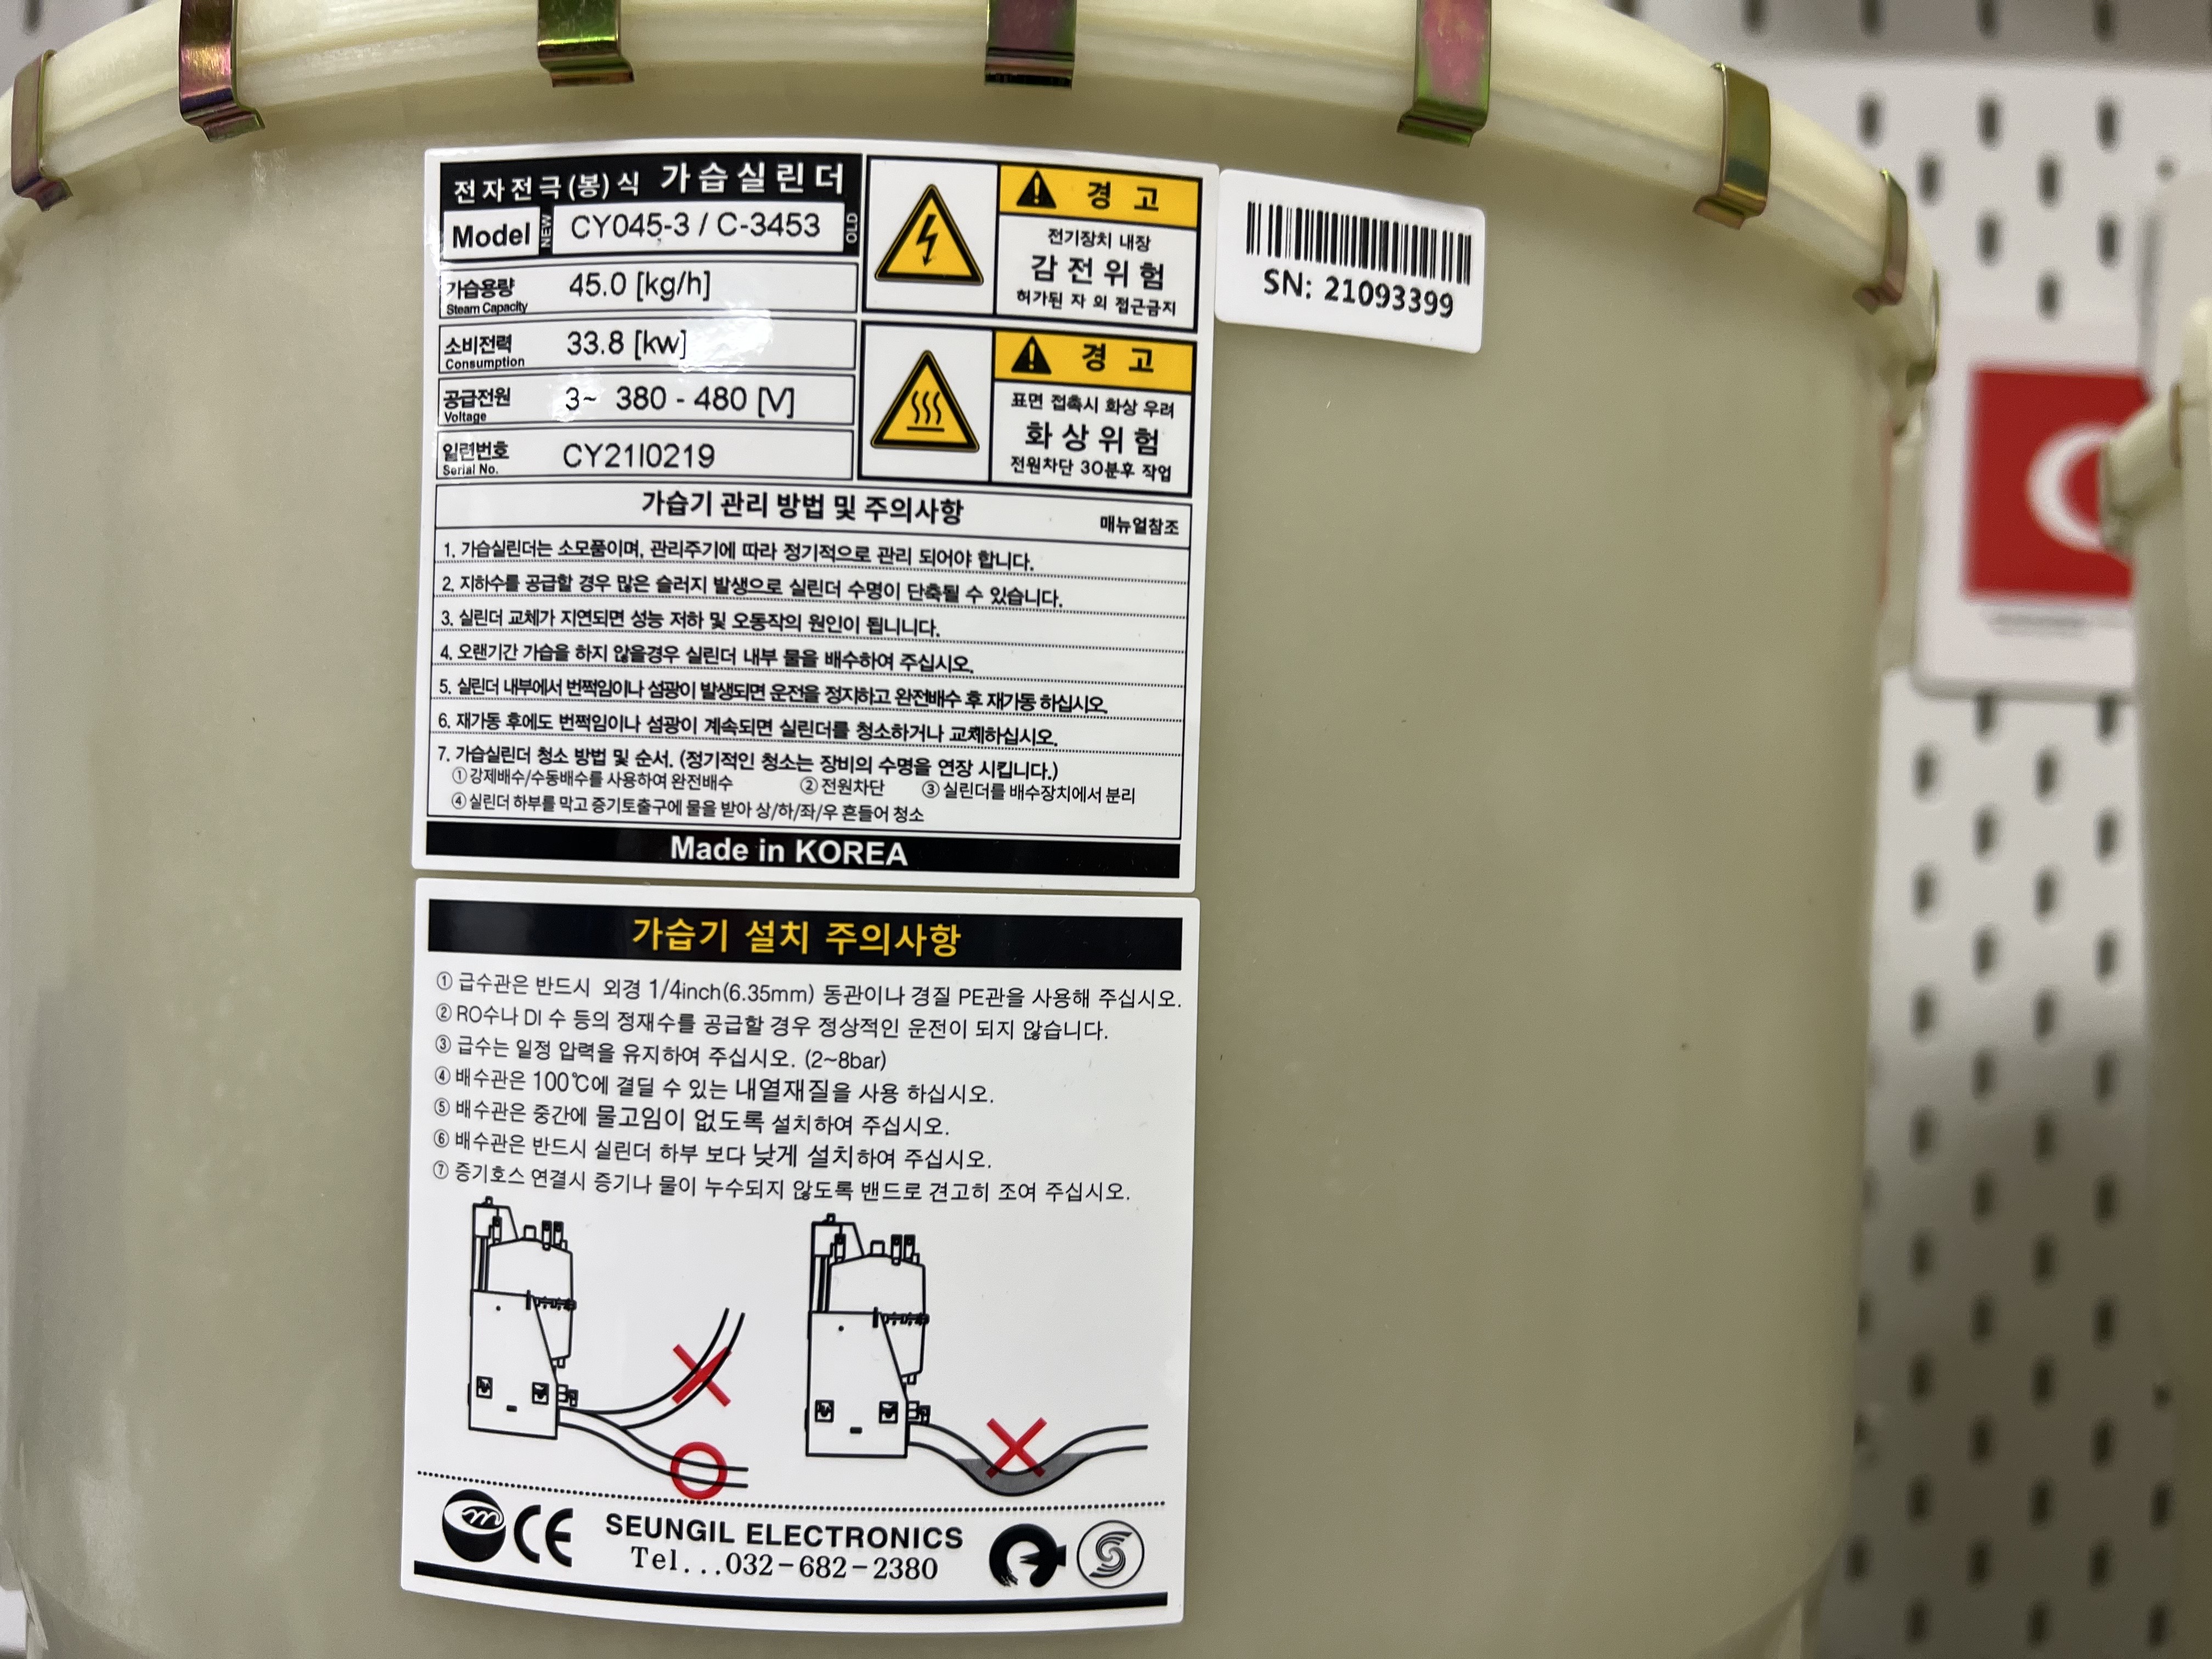 전자전극(봉)식 가습실린더
Model NEW CY045-3 / C-3453 OLD
가습용량 45.0 [kg/h]
Steam Capacity
소비전력 33.8 [kw]
Consumption
공급전원 3~ 380 - 480 [V]
Voltage
일련번호 CY21I0219
Serial No.
경고
전기장치 내장
감전위험
허가된 자 외 접근금지
경고
표면 접촉시 화상 우려
화상위험
전원차단 30분후 작업
SN: 21093399
가습기 관리 방법 및 주의사항 매뉴얼참조
1. 가습실린더는 소모품이며, 관리주기에 따라 정기적으로 관리 되어야 합니다.
2. 지하수를 공급할 경우 많은 슬러지 발생으로 실린더 수명이 단축될 수 있습니다.
3. 실린더 교체가 지연되면 성능 저하 및 오동작의 원인이 됩니니다.
4. 오랜기간 가습을 하지 않을경우 실린더 내부 물을 배수하여 주십시오.
5. 실린더 내부에서 번쩍임이나 섬광이 발생되면 운전을 정지하고 완전배수 후 재가동 하십시오.
6. 재가동 후에도 번쩍임이나 섬광이 계속되면 실린더를 청소하거나 교체하십시오.
7. 가습실린더 청소 방법 및 순서. (정기적인 청소는 장비의 수명을 연장 시킵니다.)
① 강제배수/수동배수를 사용하여 완전배수 ② 전원차단 ③ 실린더를 배수장치에서 분리
④ 실린더 하부를 막고 증기토출구에 물을 받아 상/하/좌/우 흔들어 청소
Made in KOREA
가습기 설치 주의사항
① 급수관은 반드시 외경 1/4inch(6.35mm) 동관이나 경질 PE관을 사용해 주십시오.
② RO수나 DI 수 등의 정재수를 공급할 경우 정상적인 운전이 되지 않습니다.
③ 급수는 일정 압력을 유지하여 주십시오. (2~8bar)
④ 배수관은 100℃에 결딜 수 있는 내열재질을 사용 하십시오.
⑤ 배수관은 중간에 물고임이 없도록 설치하여 주십시오.
⑥ 배수관은 반드시 실린더 하부 보다 낮게 설치하여 주십시오.
⑦ 증기호스 연결시 증기나 물이 누수되지 않도록 밴드로 견고히 조여 주십시오.
CE SEUNGIL ELECTRONICS
Tel...032-682-2380